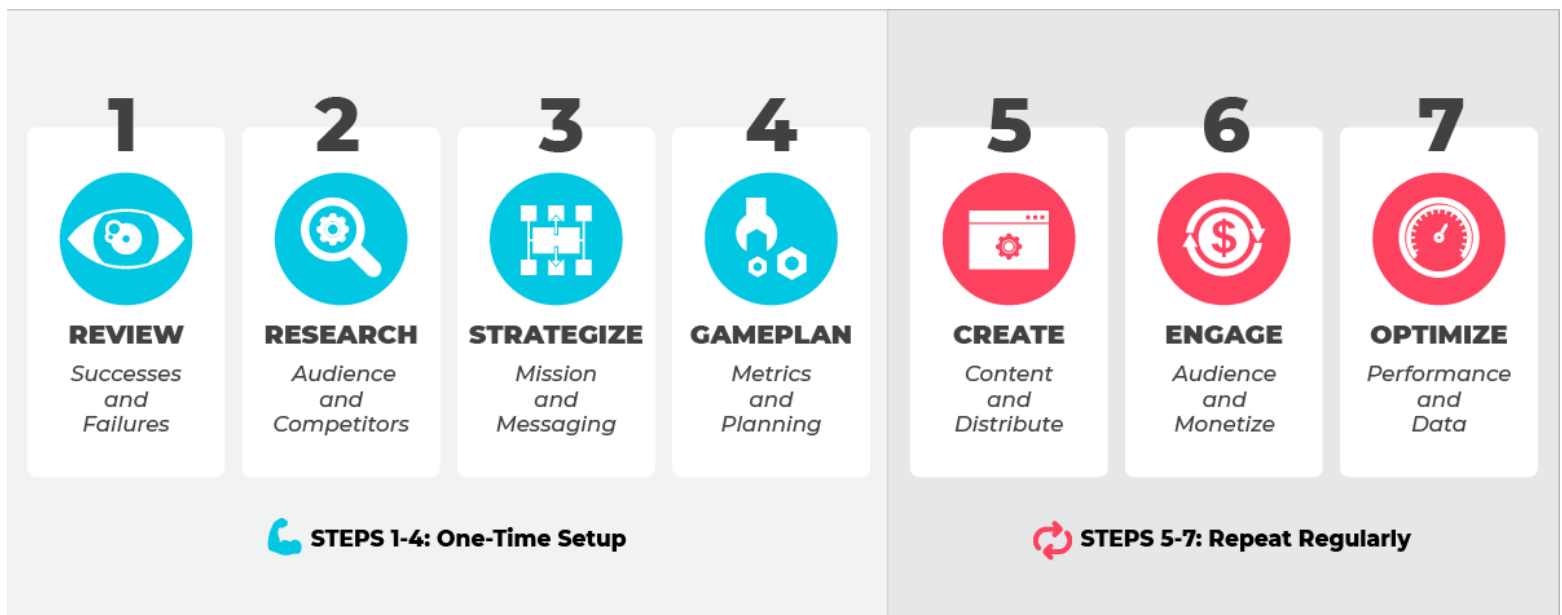 1
REVIEW
Successes
and
Failures
2
RESEARCH
Audience
and
Competitors
3
STRATEGIZE
Mission
and
Messaging
4
GAMEPLAN
Metrics
and
Planning
STEPS 1-4: One-Time Setup
5
CREATE
Content
and
Distribute
6
ENGAGE
Audience
and
Monetize
7
OPTIMIZE
Performance
and
Data
STEPS 5-7: Repeat Regularly